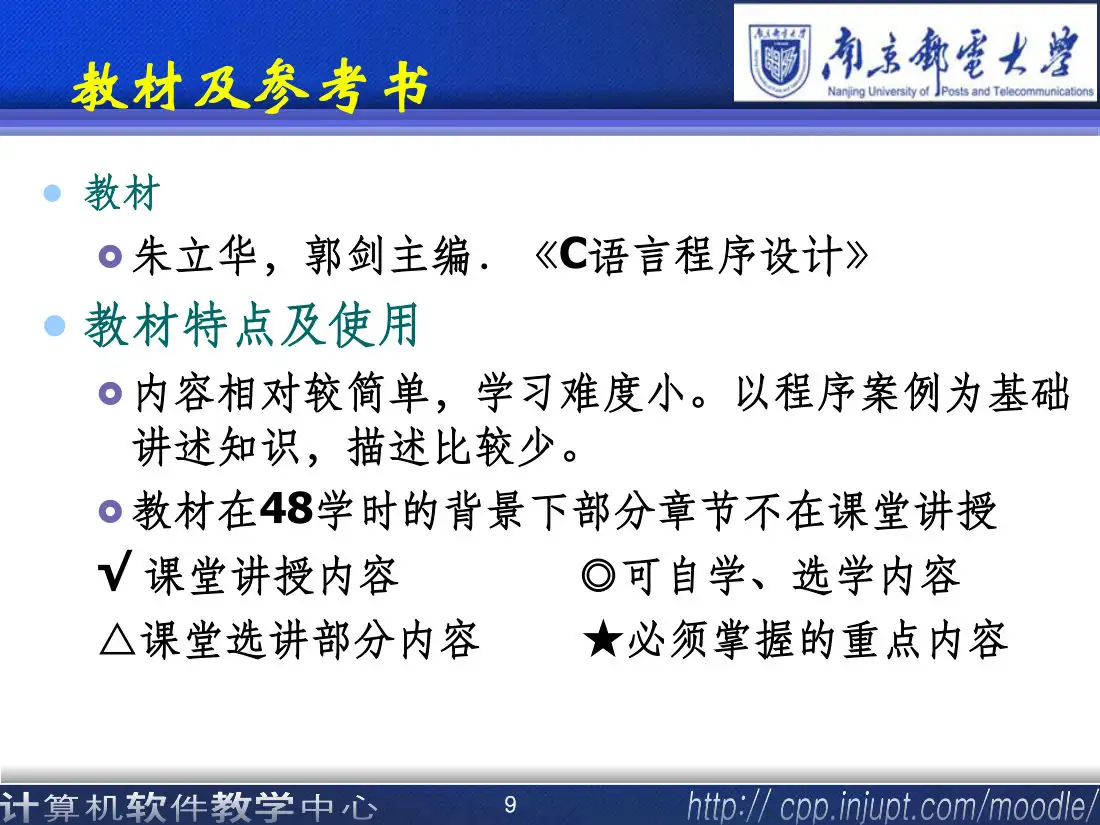 教材及参考书
南京邮电大学
Nanjing University of Posts and Telecommunications
教材
朱立华，郭剑主编．《C语言程序设计》
教材特点及使用
内容相对较简单，学习难度小。以程序案例为基础
讲述知识，描述比较少。
教材在48学时的背景下部分章节不在课堂讲授
√ 课堂讲授内容 ◎可自学、选学内容
△课堂选讲部分内容 ★必须掌握的重点内容
计算机软件教学中心
9
http:// cpp.injupt.com/moodle/